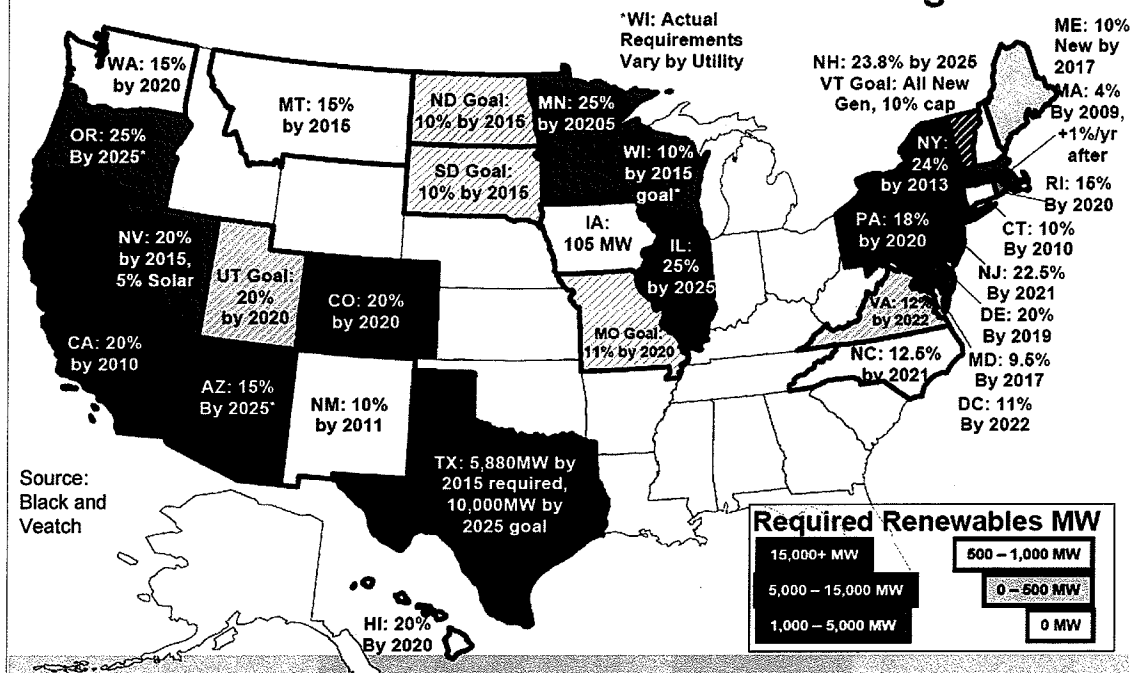 *WI: Actual
Requirements
Vary by Utility
NH: 23.8% by 2025
VT Goal: All New
Gen, 10% cap
ME: 10%
New by
2017
MA: 4%
By 2009,
+1%/yr
after
WA: 15%
by 2020
MT: 15%
by 2015
ND Goal:
10% by 2015
MN: 25%
by 20205
OR: 25%
By 2025*
SD Goal:
10% by 2015
WI: 10%
by 2015
goal*
NY:
24%
by 2013
RI: 15%
By 2020
CT: 10%
By 2010
NV: 20%
by 2015,
5% Solar
UT Goal:
20%
by 2020
CO: 20%
by 2020
IA:
105 MW
IL:
25%
by 2025
PA: 18%
by 2020
NJ: 22.5%
By 2021
DE: 20%
By 2019
MD: 9.5%
By 2017
DC: 11%
By 2022
CA: 20%
by 2010
MO Goal:
11% by 2020
VA: 12%
by 2022
NC: 12.5%
by 2021
AZ: 15%
By 2025*
NM: 10%
by 2011
TX: 5,880MW by
2015 required,
10,000MW by
2025 goal
Source:
Black and
Veatch
HI: 20%
By 2020
Required Renewables MW
15,000+ MW
500 – 1,000 MW
5,000 – 15,000 MW
0 – 500 MW
1,000 – 5,000 MW
0 MW